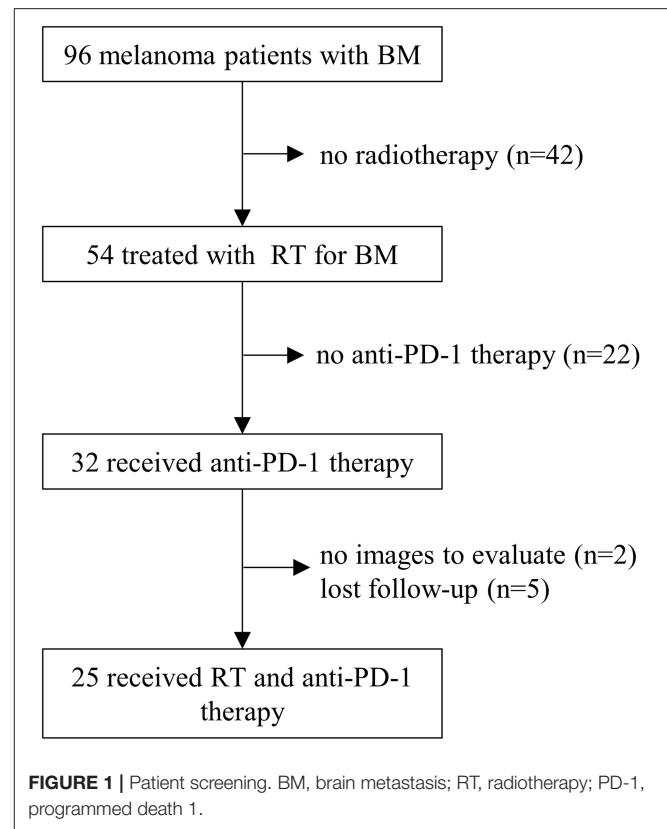 96 melanoma patients with BM
no radiotherapy (n=42)
54 treated with RT for BM
no anti-PD-1 therapy (n=22)
32 received anti-PD-1 therapy
no images to evaluate (n=2)
lost follow-up (n=5)
25 received RT and anti-PD-1
therapy
FIGURE 1 | Patient screening. BM, brain metastasis; RT, radiotherapy; PD-1,
programmed death 1.